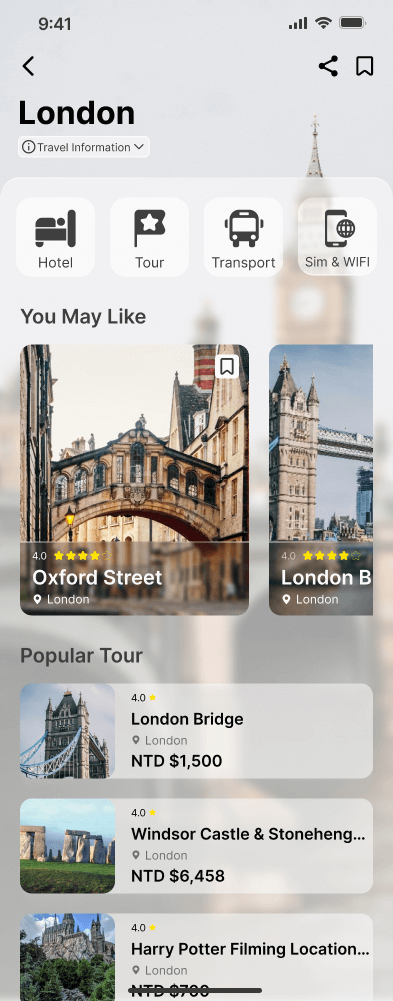 9:41
London
Travel Information
Hotel
Tour
Transport
Sim & WIFI
You May Like
4.0
Oxford Street
London
4.0
London B
London
Popular Tour
4.0
London Bridge
London
NTD $1,500
4.0
Windsor Castle & Stoneheng...
London
NTD $6,458
4.0
Harry Potter Filming Location...
London
NTD $700